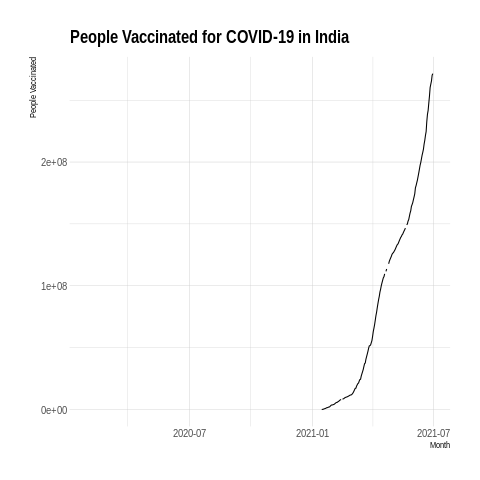 People Vaccinated for COVID-19 in India
People Vaccinated
2e+08
1e+08
0e+00
2020-07
2021-01
2021-07
Month